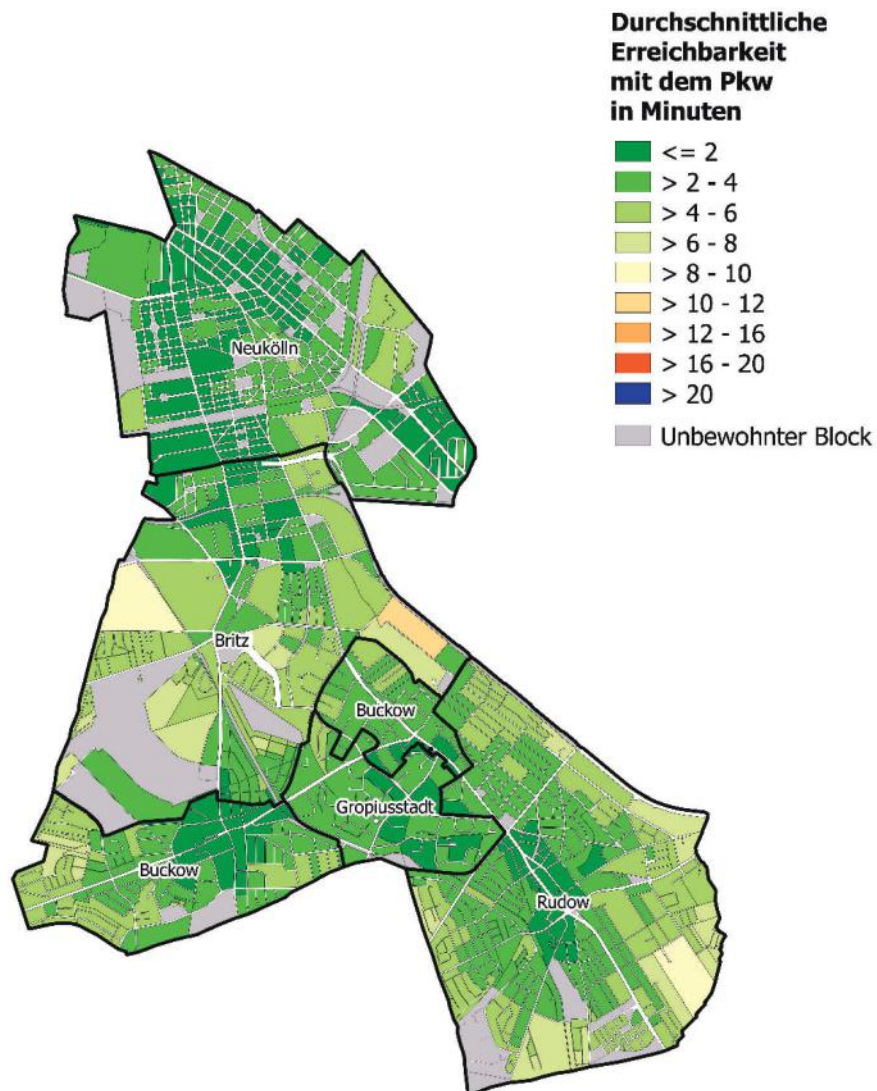 Durchschnittliche
Erreichbarkeit
mit dem Pkw
in Minuten
<= 2
> 2 - 4
> 4 - 6
> 6 - 8
> 8 - 10
> 10 - 12
> 12 - 16
> 16 - 20
> 20
Unbewohnter Block
Neukölln
Britz
Buckow
Gropiusstadt
Buckow
Rudow